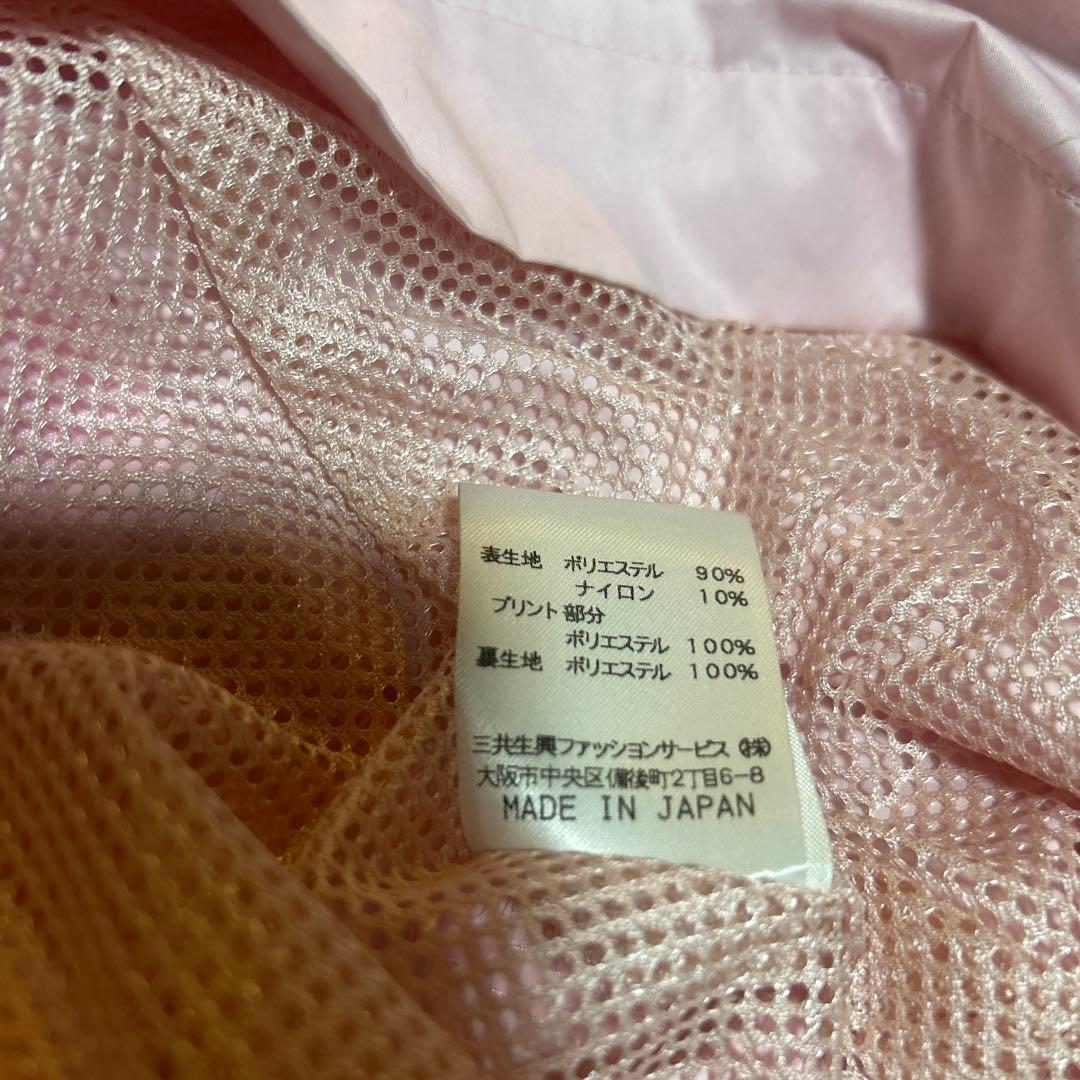 表生地 ポリエステル 90%
ナイロン 10%
プリント部分
ポリエステル 100%
裏生地 ポリエステル 100%
三共生興ファッションサービス(株)
大阪市中央区備後町2丁目6-8
MADE IN JAPAN